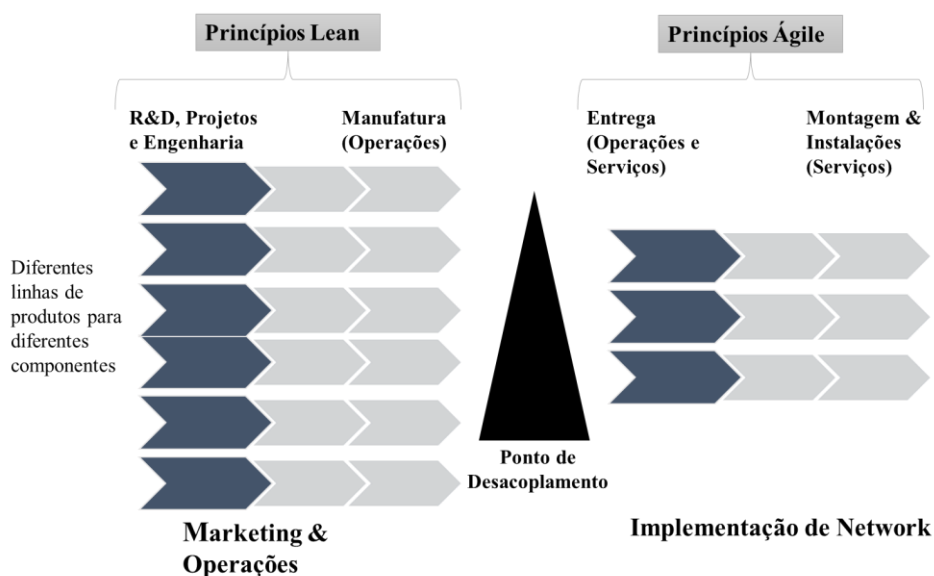 Princípios Lean
Princípios Ágile
R&D, Projetos
e Engenharia
Manufatura
(Operações)
Entrega
(Operações e
Serviços)
Montagem &
Instalações
(Serviços)
Diferentes
linhas de
produtos para
diferentes
componentes
Ponto de
Desacoplamento
Marketing &
Operações
Implementação de Network